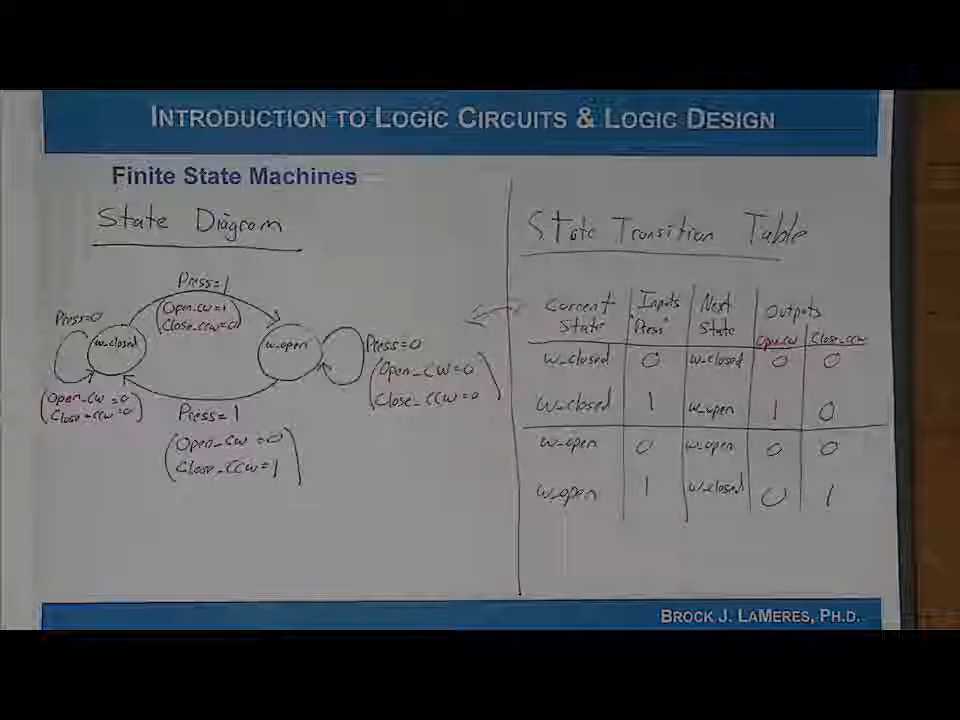 INTRODUCTION TO LOGIC CIRCUITS & LOGIC DESIGN
Finite State Machines
State Diagram
Press=1
(Open_CW=1
Close_CCW=0)
Press=0
w_closed
w_open
Press=0
(Open_CW=0
Close_CCW=0)
(Open_CW=0
Close_CCW=0)
Press=1
(Open_CW=0
Close_CCW=1)
State Transition Table
Current State
Inputs "Press"
Next State
Outputs
Open_CW Close_CCW
w_closed 0 w_closed 0 0
w_closed 1 w_open 1 0
w_open 0 w_open 0 0
w_open 1 w_closed 0 1
BROCK J. LAMERES, PH.D.